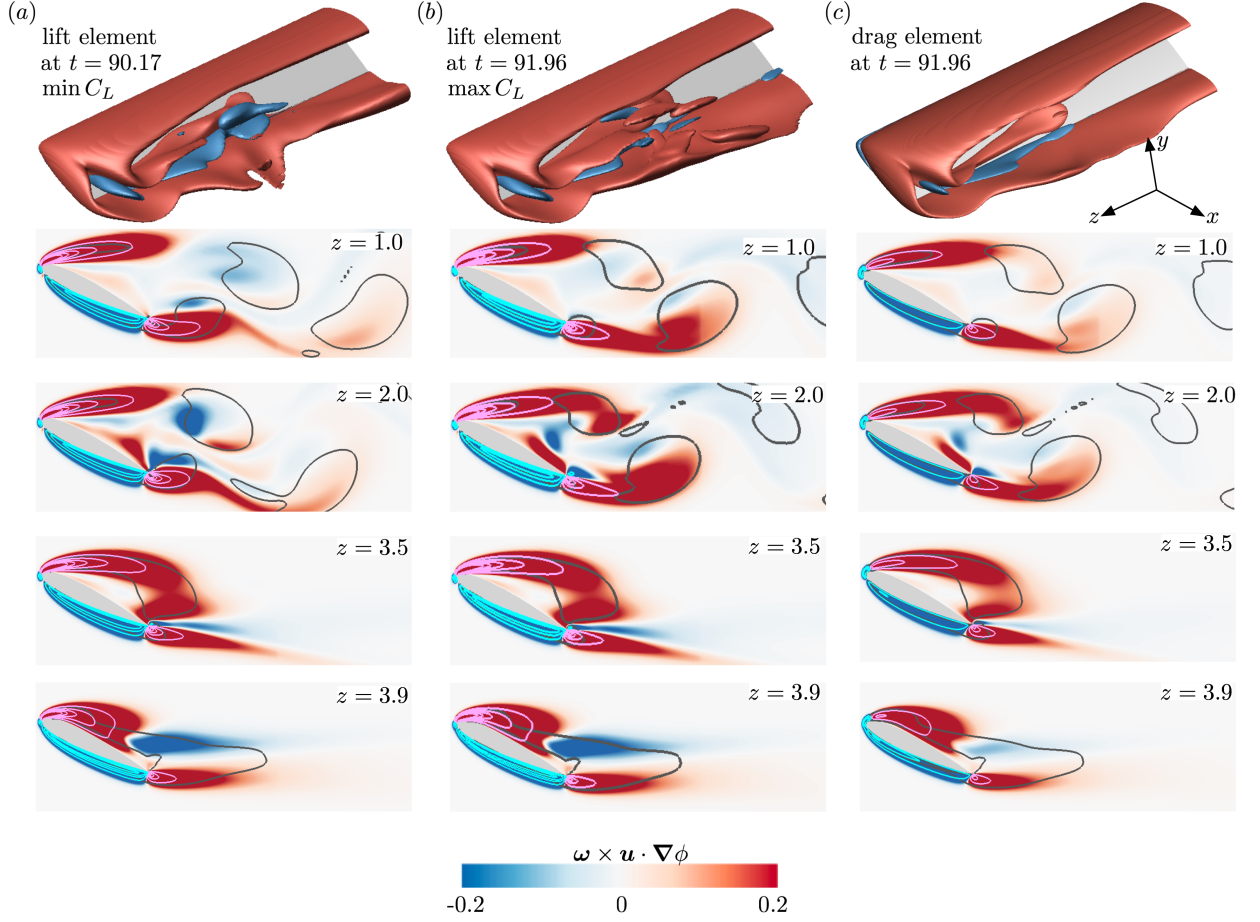 (a)
lift element
at t = 90.17
min C_L
(b)
lift element
at t = 91.96
max C_L
(c)
drag element
at t = 91.96
y
z
x
z = 1.0
z = 1.0
z = 1.0
z = 2.0
z = 2.0
z = 2.0
z = 3.5
z = 3.5
z = 3.5
z = 3.9
z = 3.9
z = 3.9
ω × u · ∇ϕ
-0.2
0
0.2